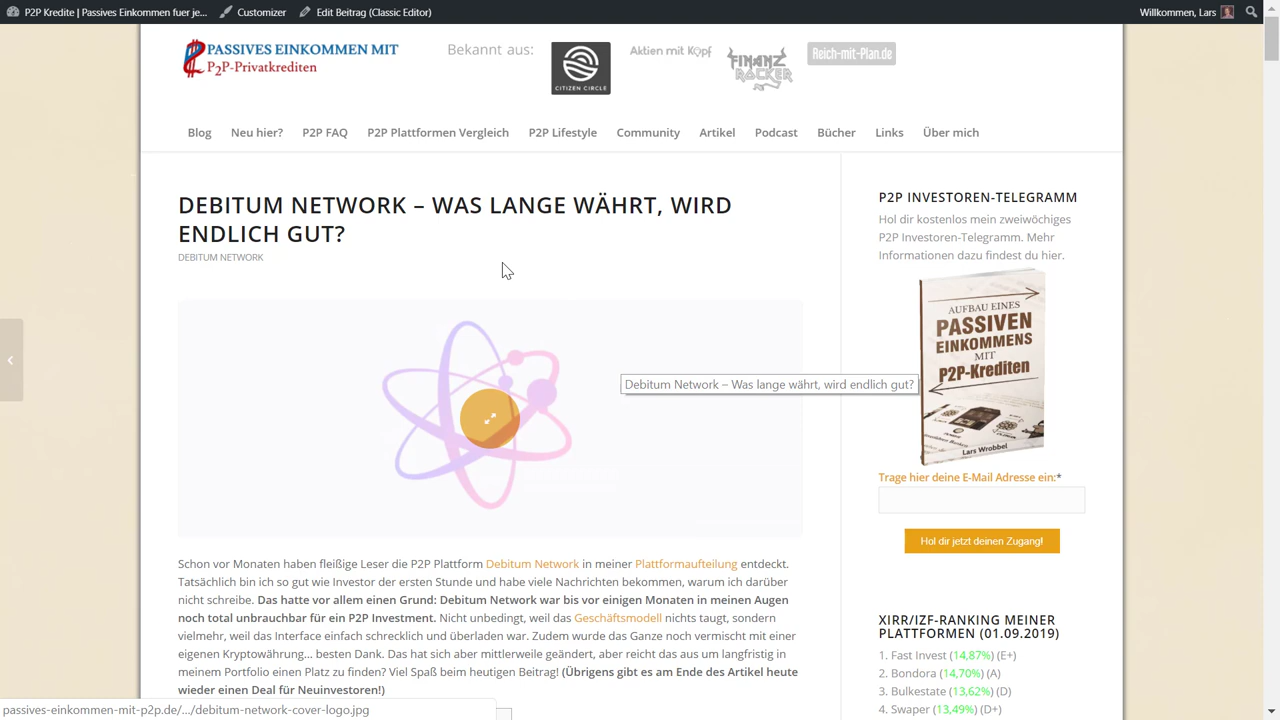 P2P Kredite | Passives Einkommen fuer je...
Customizer
Edit Beitrag (Classic Editor)
Willkommen, Lars
PASSIVES EINKOMMEN MIT
P2P-Privatkrediten
Bekannt aus:
CITIZEN CIRCLE
Aktien mit Kopf
FINANZ
ROCKER
Reich-mit-Plan.de
Blog
Neu hier?
P2P FAQ
P2P Plattformen Vergleich
P2P Lifestyle
Community
Artikel
Podcast
Bücher
Links
Über mich
DEBITUM NETWORK – WAS LANGE WÄHRT, WIRD
ENDLICH GUT?
DEBITUM NETWORK
Debitum Network – Was lange währt, wird endlich gut?
Schon vor Monaten haben fleißige Leser die P2P Plattform Debitum Network in meiner Plattformaufteilung entdeckt.
Tatsächlich bin ich so gut wie Investor der ersten Stunde und habe viele Nachrichten bekommen, warum ich darüber
nicht schreibe. Das hatte vor allem einen Grund: Debitum Network war bis vor einigen Monaten in meinen Augen
noch total unbrauchbar für ein P2P Investment. Nicht unbedingt, weil das Geschäftsmodell nichts taugt, sondern
vielmehr, weil das Interface einfach schrecklich und überladen war. Zudem wurde das Ganze noch vermischt mit einer
eigenen Kryptowährung... besten Dank. Das hat sich aber mittlerweile geändert, aber reicht das aus um langfristig in
meinem Portfolio einen Platz zu finden? Viel Spaß beim heutigen Beitrag! (Übrigens gibt es am Ende des Artikel heute
wieder einen Deal für Neuinvestoren!)
P2P INVESTOREN-TELEGRAMM
Hol dir kostenlos mein zweiwöchiges
P2P Investoren-Telegramm. Mehr
Informationen dazu findest du hier.
AUFBAU EINES
PASSIVEN
EINKOMMENS
MIT
P2P-Krediten
Lars Wrobbel
Trage hier deine E-Mail Adresse ein:*
Hol dir jetzt deinen Zugang!
XIRR/IZF-RANKING MEINER
PLATTFORMEN (01.09.2019)
1. Fast Invest (14,87%) (E+)
2. Bondora (14,70%) (A)
3. Bulkestate (13,62%) (D)
4. Swaper (13,49%) (D+)
passives-einkommen-mit-p2p.de/.../debitum-network-cover-logo.jpg